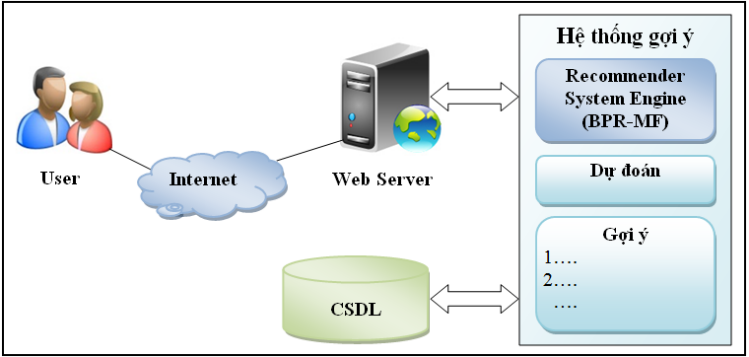 Hệ thống gợi ý
Recommender
System Engine
(BPR-MF)
User
Internet
Web Server
Dự đoán
Gợi ý
1....
2....
....
CSDL